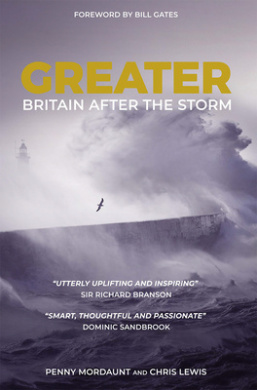 FOREWORD BY BILL GATES
GREATER
BRITAIN AFTER THE STORM
“UTTERLY UPLIFTING AND INSPIRING”
SIR RICHARD BRANSON
“SMART, THOUGHTFUL AND PASSIONATE”
DOMINIC SANDBROOK
PENNY MORDAUNT AND CHRIS LEWIS